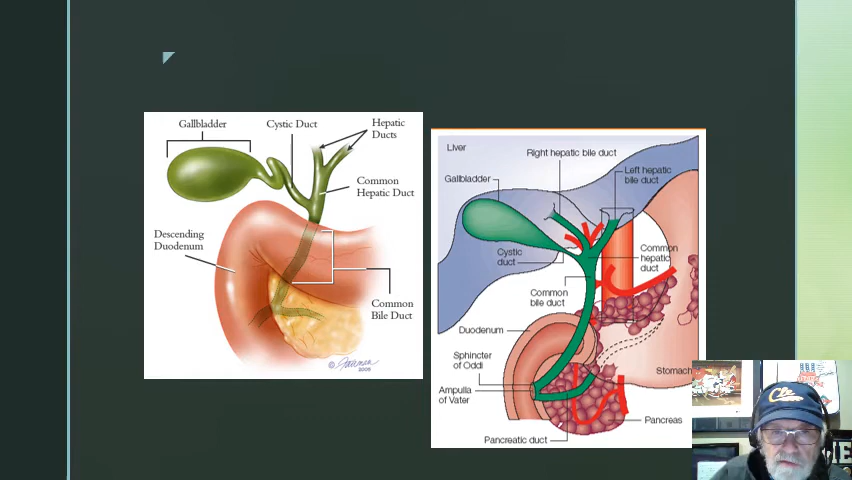 Gallbladder
Cystic Duct
Hepatic
Ducts
Common
Hepatic Duct
Descending
Duodenum
Common
Bile Duct
©
2005
Liver
Right hepatic bile duct
Gallbladder
Left hepatic
bile duct
Cystic
duct
Common
hepatic
duct
Common
bile duct
Duodenum
Sphincter
of Oddi
Stomach
Ampulla
of Vater
Pancreas
Pancreatic duct